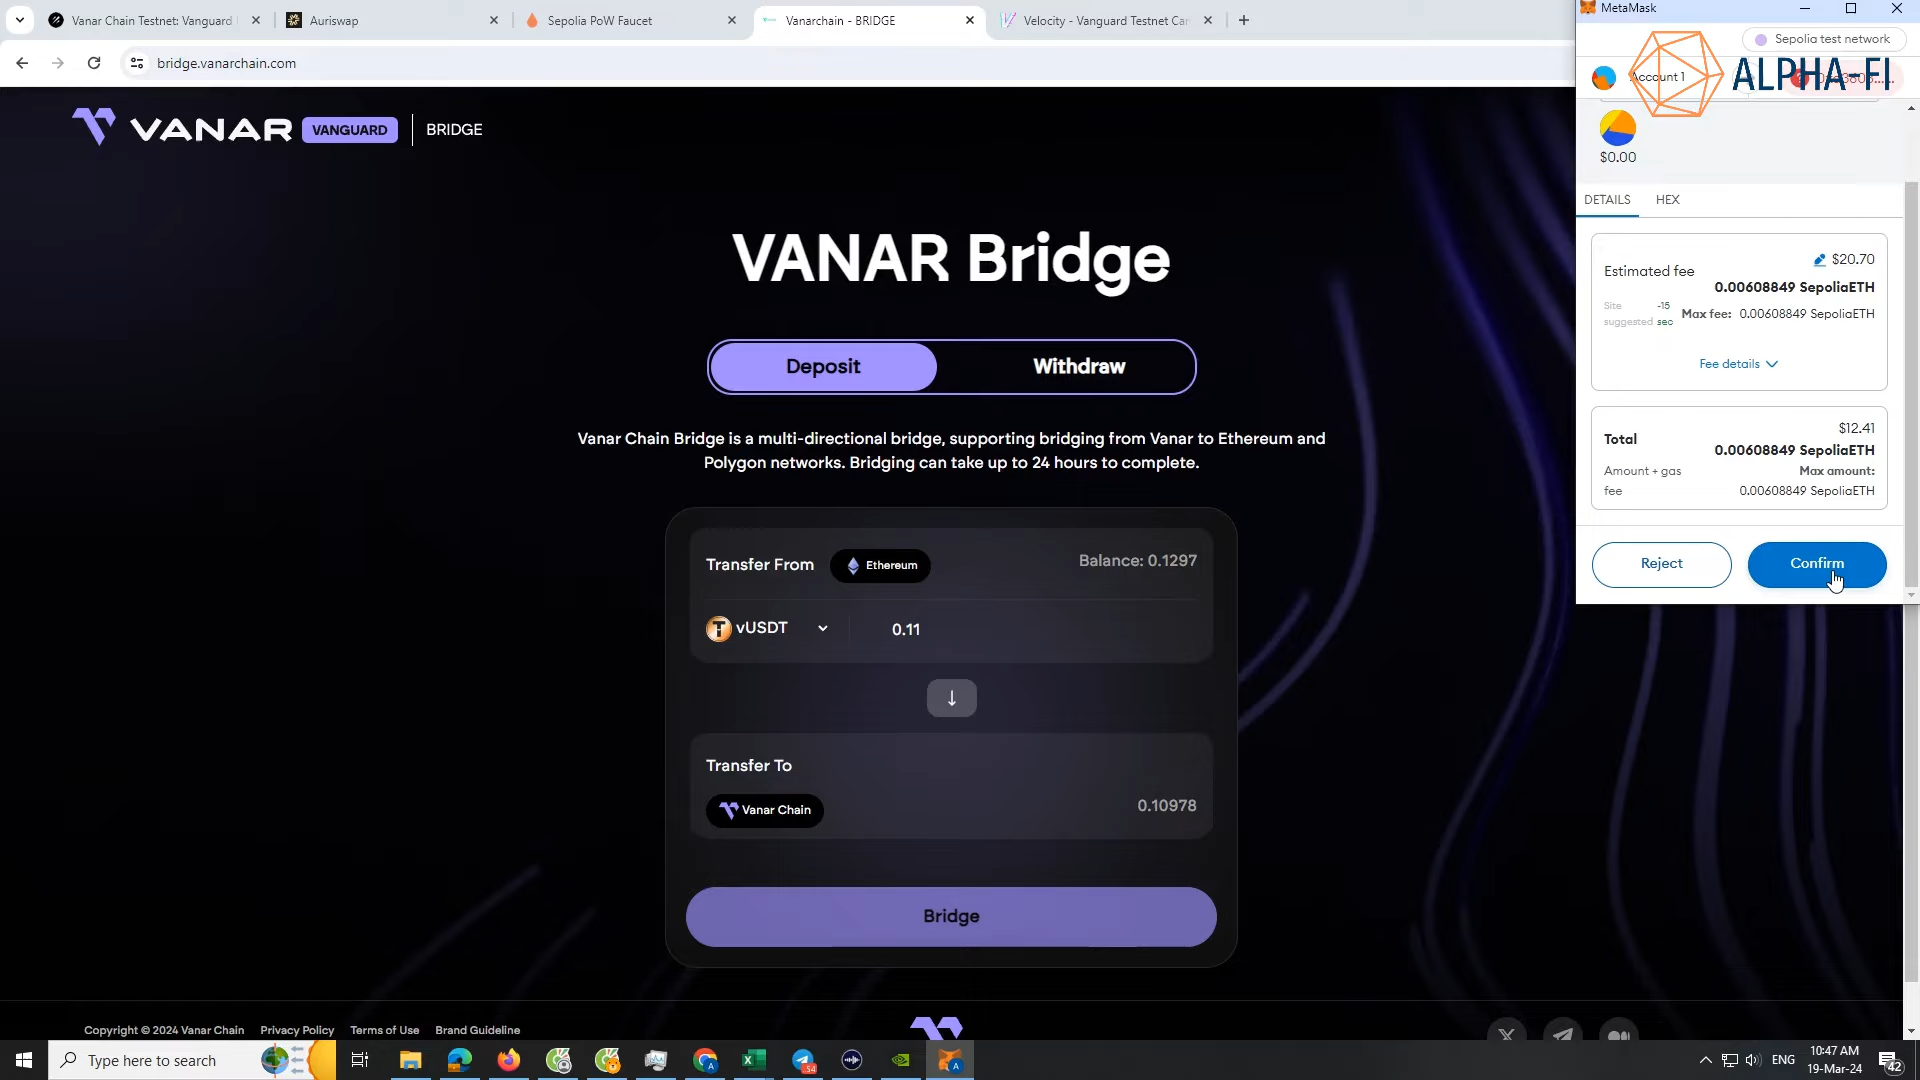 Vanar Chain Testnet: Vanguard
Auriswap
Sepolia PoW Faucet
Vanarchain - BRIDGE
Velocity - Vanguard Testnet Car
MetaMask
bridge.vanarchain.com
Sepolia test network
Account 1
ALPHA-FI
VANAR VANGUARD BRIDGE
$0.00
DETAILS HEX
VANAR Bridge
Estimated fee
$20.70
0.00608849 SepoliaETH
Site suggested
~15 sec
Max fee: 0.00608849 SepoliaETH
Fee details
Deposit Withdraw
Vanar Chain Bridge is a multi-directional bridge, supporting bridging from Vanar to Ethereum and
Polygon networks. Bridging can take up to 24 hours to complete.
Total
$12.41
0.00608849 SepoliaETH
Amount + gas
fee
Max amount:
0.00608849 SepoliaETH
Reject Confirm
Transfer From Ethereum Balance: 0.1297
vUSDT 0.11
Transfer To
Vanar Chain 0.10978
Bridge
Copyright © 2024 Vanar Chain Privacy Policy Terms of Use Brand Guideline
Type here to search
54
ENG
10:47 AM
19-Mar-24
42